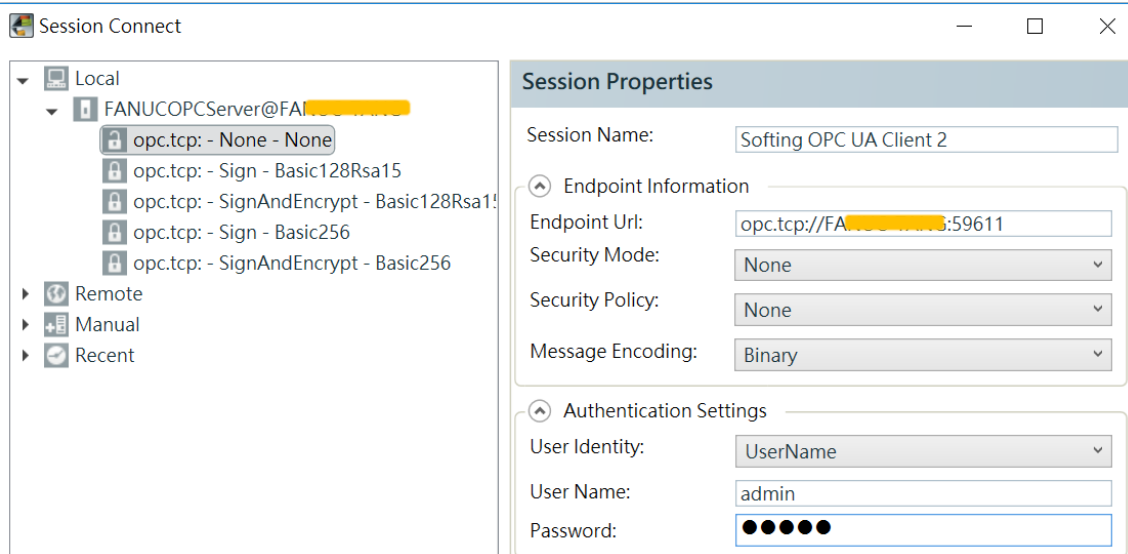 Session Connect
Local
FANUCOPCServer@FA
opc.tcp: - None - None
opc.tcp: - Sign - Basic128Rsa15
opc.tcp: - SignAndEncrypt - Basic128Rsa15
opc.tcp: - Sign - Basic256
opc.tcp: - SignAndEncrypt - Basic256
Remote
Manual
Recent
Session Properties
Session Name: Softing OPC UA Client 2
Endpoint Information
Endpoint Url: opc.tcp://FA :59611
Security Mode: None
Security Policy: None
Message Encoding: Binary
Authentication Settings
User Identity: UserName
User Name: admin
Password: ●●●●●